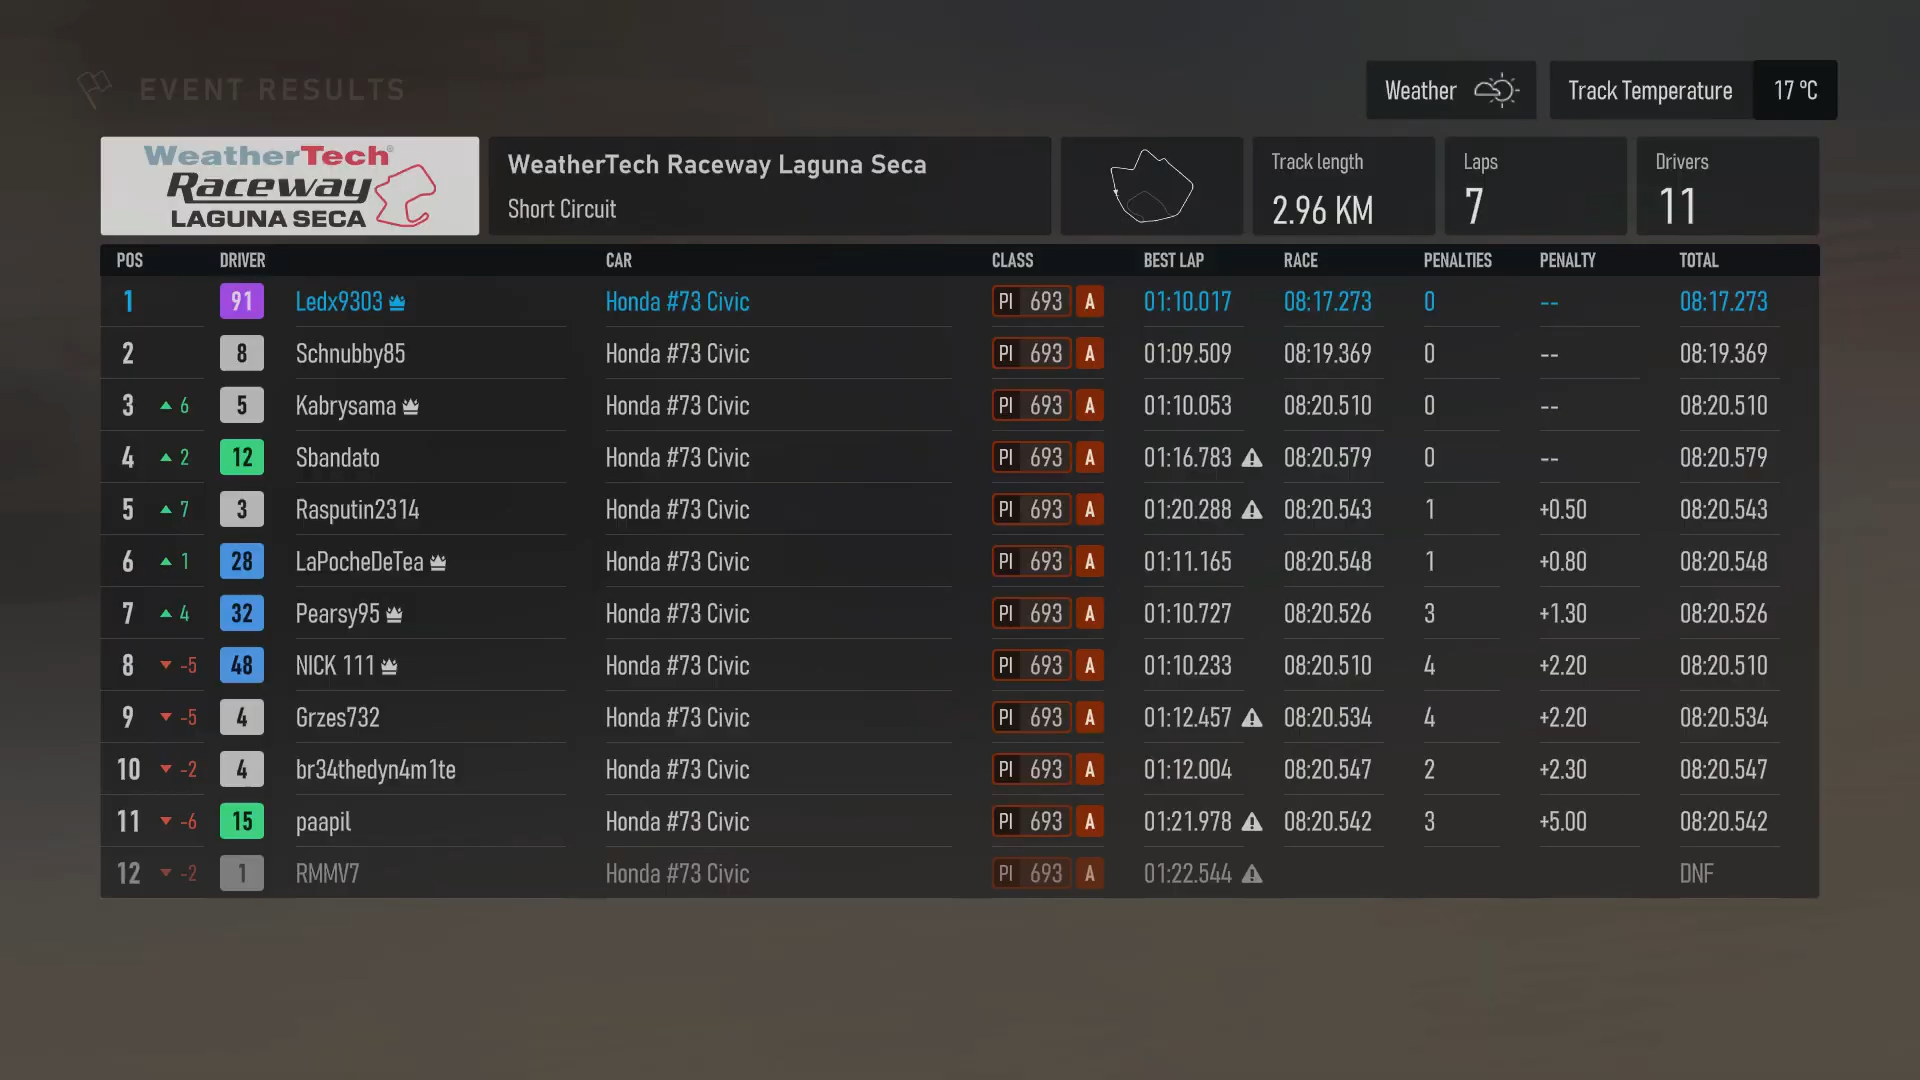 EVENT RESULTS
Weather
Track Temperature 17 °C
WeatherTech®
Raceway
LAGUNA SECA
WeatherTech Raceway Laguna Seca
Short Circuit
Track length
2.96 KM
Laps
7
Drivers
11
POS DRIVER CAR CLASS BEST LAP RACE PENALTIES PENALTY TOTAL
1 91 Ledx9303 Honda #73 Civic PI 693 A 01:10.017 08:17.273 0 -- 08:17.273
2 8 Schnubby85 Honda #73 Civic PI 693 A 01:09.509 08:19.369 0 -- 08:19.369
3 6 5 Kabrysama Honda #73 Civic PI 693 A 01:10.053 08:20.510 0 -- 08:20.510
4 2 12 Sbandato Honda #73 Civic PI 693 A 01:16.783 08:20.579 0 -- 08:20.579
5 7 3 Rasputin2314 Honda #73 Civic PI 693 A 01:20.288 08:20.543 1 +0.50 08:20.543
6 1 28 LaPocheDeTea Honda #73 Civic PI 693 A 01:11.165 08:20.548 1 +0.80 08:20.548
7 4 32 Pearsy95 Honda #73 Civic PI 693 A 01:10.727 08:20.526 3 +1.30 08:20.526
8 -5 48 NICK 111 Honda #73 Civic PI 693 A 01:10.233 08:20.510 4 +2.20 08:20.510
9 -5 4 Grzes732 Honda #73 Civic PI 693 A 01:12.457 08:20.534 4 +2.20 08:20.534
10 -2 4 br34thedyn4m1te Honda #73 Civic PI 693 A 01:12.004 08:20.547 2 +2.30 08:20.547
11 -6 15 paapil Honda #73 Civic PI 693 A 01:21.978 08:20.542 3 +5.00 08:20.542
12 -2 1 RMMV7 Honda #73 Civic PI 693 A 01:22.544 DNF